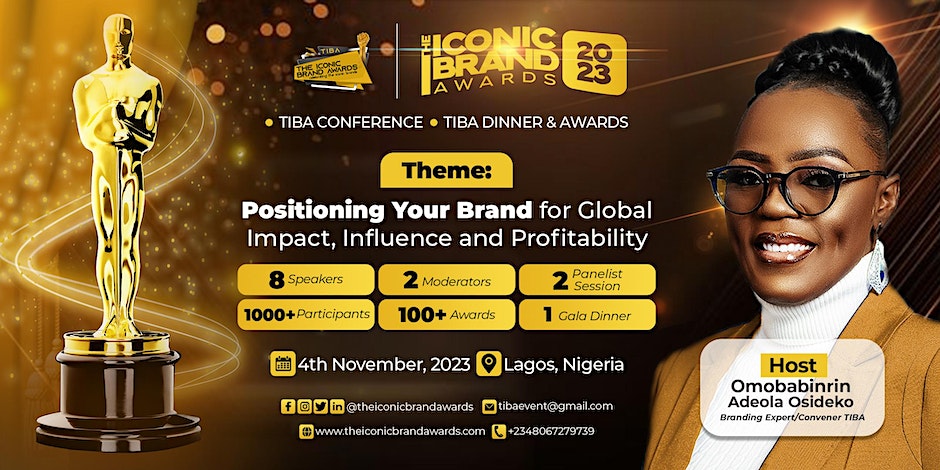 TIBA
THE ICONIC
BRAND AWARDS
THE ICONIC
BRAND
AWARDS
2023
• TIBA CONFERENCE • TIBA DINNER & AWARDS
Theme:
Positioning Your Brand for Global
Impact, Influence and Profitability
8 Speakers
2 Moderators
2 Panelist Session
1000+ Participants
100+ Awards
1 Gala Dinner
4th November, 2023
Lagos, Nigeria
@theiconicbrandawards
tibaevent@gmail.com
www.theiconicbrandawards.com
+2348067279739
Host
Omobabinrin
Adeola Osideko
Branding Expert/Convener TIBA